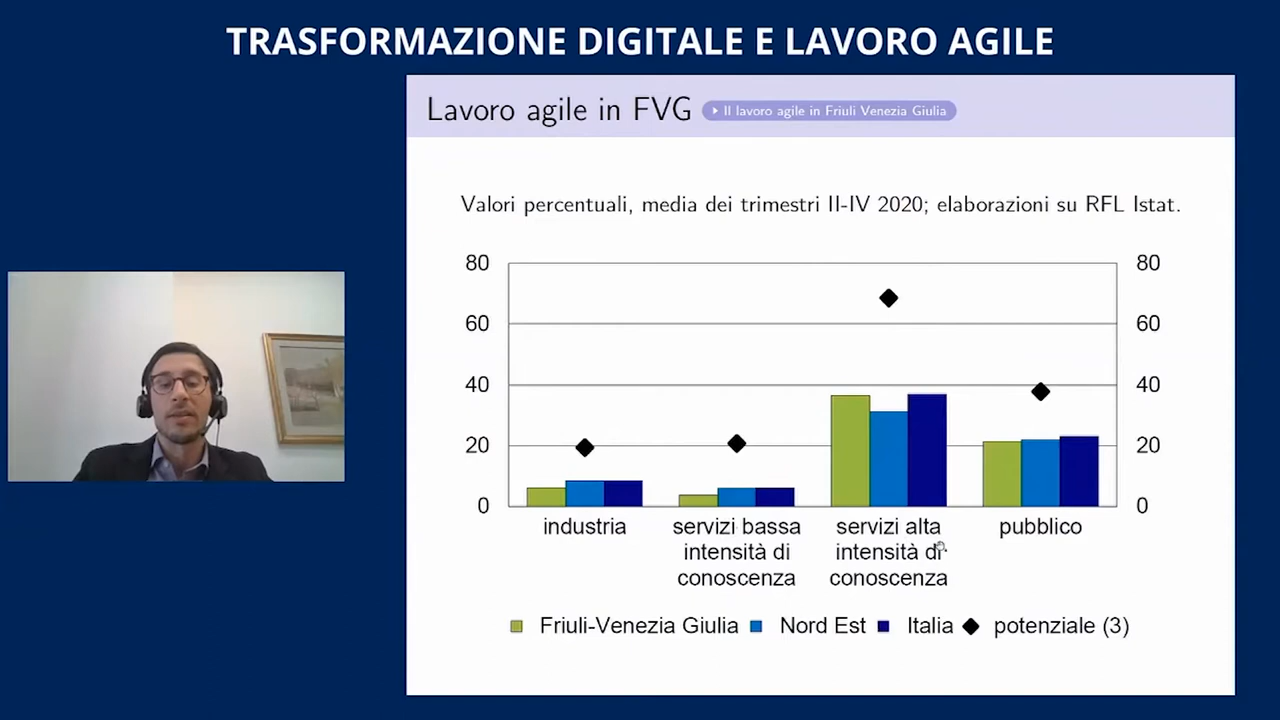 TRASFORMAZIONE DIGITALE E LAVORO AGILE
Lavoro agile in FVG
Il lavoro agile in Friuli Venezia Giulia
Valori percentuali, media dei trimestri II-IV 2020; elaborazioni su RFL Istat.
80 80
60 60
40 40
20 20
0 0
industria
servizi bassa
intensità di
conoscenza
servizi alta
intensità di
conoscenza
pubblico
Friuli-Venezia Giulia Nord Est Italia potenziale (3)